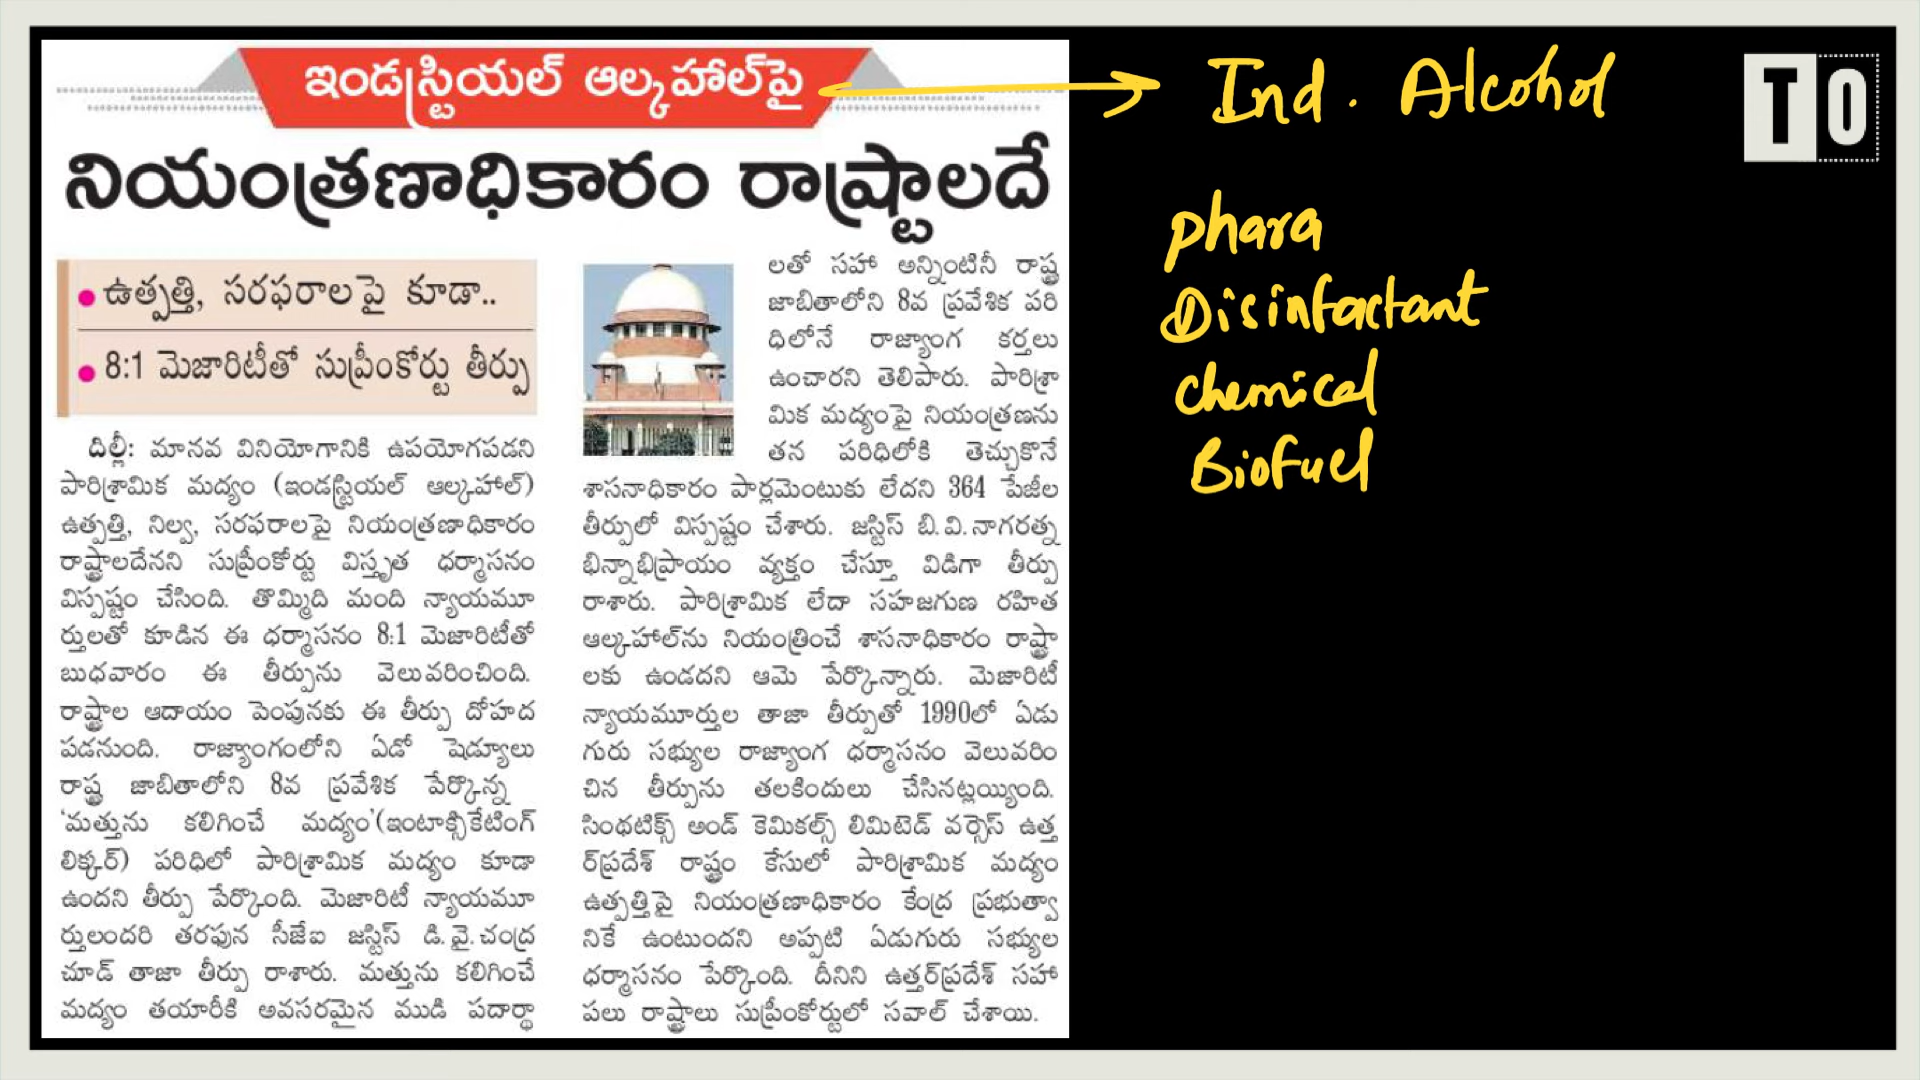 ఇండస్ట్రియల్ ఆల్కహాల్‌పై
నియంత్రణాధికారం రాష్ట్రాలదే
• ఉత్పత్తి, సరఫరాలపై కూడా..
• 8:1 మెజారిటీతో సుప్రీంకోర్టు తీర్పు
దిల్లీ: మానవ వినియోగానికి ఉపయోగపడని
పారిశ్రామిక మద్యం (ఇండస్ట్రియల్ ఆల్కహాల్)
ఉత్పత్తి, నిల్వ, సరఫరాలపై నియంత్రణాధికారం
రాష్ట్రాలదేనని సుప్రీంకోర్టు విస్తృత ధర్మాసనం
విస్పష్టం చేసింది. తొమ్మిది మంది న్యాయమూ
ర్తులతో కూడిన ఈ ధర్మాసనం 8:1 మెజారిటీతో
బుధవారం ఈ తీర్పును వెలువరించింది.
రాష్ట్రాల ఆదాయం పెంపునకు ఈ తీర్పు దోహద
పడనుంది. రాజ్యాంగంలోని ఏడో షెడ్యూలు
రాష్ట్ర జాబితాలోని 8వ ప్రవేశిక పేర్కొన్న
‘మత్తును కలిగించే మద్యం’(ఇంటాక్సికేటింగ్
లిక్కర్) పరిధిలో పారిశ్రామిక మద్యం కూడా
ఉందని తీర్పు పేర్కొంది. మెజారిటీ న్యాయమూ
ర్తులందరి తరఫున సీజేఐ జస్టిస్ డి.వై.చంద్ర
చూడ్ తాజా తీర్పు రాశారు. మత్తును కలిగించే
మద్యం తయారీకి అవసరమైన ముడి పదార్థా
లతో సహా అన్నింటినీ రాష్ట్ర
జాబితాలోని 8వ ప్రవేశిక పరి
ధిలోనే రాజ్యాంగ కర్తలు
ఉంచారని తెలిపారు. పారిశ్రా
మిక మద్యంపై నియంత్రణను
తన పరిధిలోకి తెచ్చుకొనే
శాసనాధికారం పార్లమెంటుకు లేదని 364 పేజీల
తీర్పులో విస్పష్టం చేశారు. జస్టిస్ బి.వి.నాగరత్న
భిన్నాభిప్రాయం వ్యక్తం చేస్తూ విడిగా తీర్పు
రాశారు. పారిశ్రామిక లేదా సహజగుణ రహిత
ఆల్కహాల్‌ను నియంత్రించే శాసనాధికారం రాష్ట్రా
లకు ఉండదని ఆమె పేర్కొన్నారు. మెజారిటీ
న్యాయమూర్తుల తాజా తీర్పుతో 1990లో ఏడు
గురు సభ్యుల రాజ్యాంగ ధర్మాసనం వెలువరిం
చిన తీర్పును తలకిందులు చేసినట్లయ్యింది.
సింథటిక్స్ అండ్ కెమికల్స్ లిమిటెడ్ వర్సెస్ ఉత్త
ర్‌ప్రదేశ్ రాష్ట్రం కేసులో పారిశ్రామిక మద్యం
ఉత్పత్తిపై నియంత్రణాధికారం కేంద్ర ప్రభుత్వా
నికే ఉంటుందని అప్పటి ఏడుగురు సభ్యుల
ధర్మాసనం పేర్కొంది. దీనిని ఉత్తర్‌ప్రదేశ్ సహా
పలు రాష్ట్రాలు సుప్రీంకోర్టులో సవాల్ చేశాయి.
Ind. Alcohol
phara
Disinfactant
chemical
Biofuel
TO